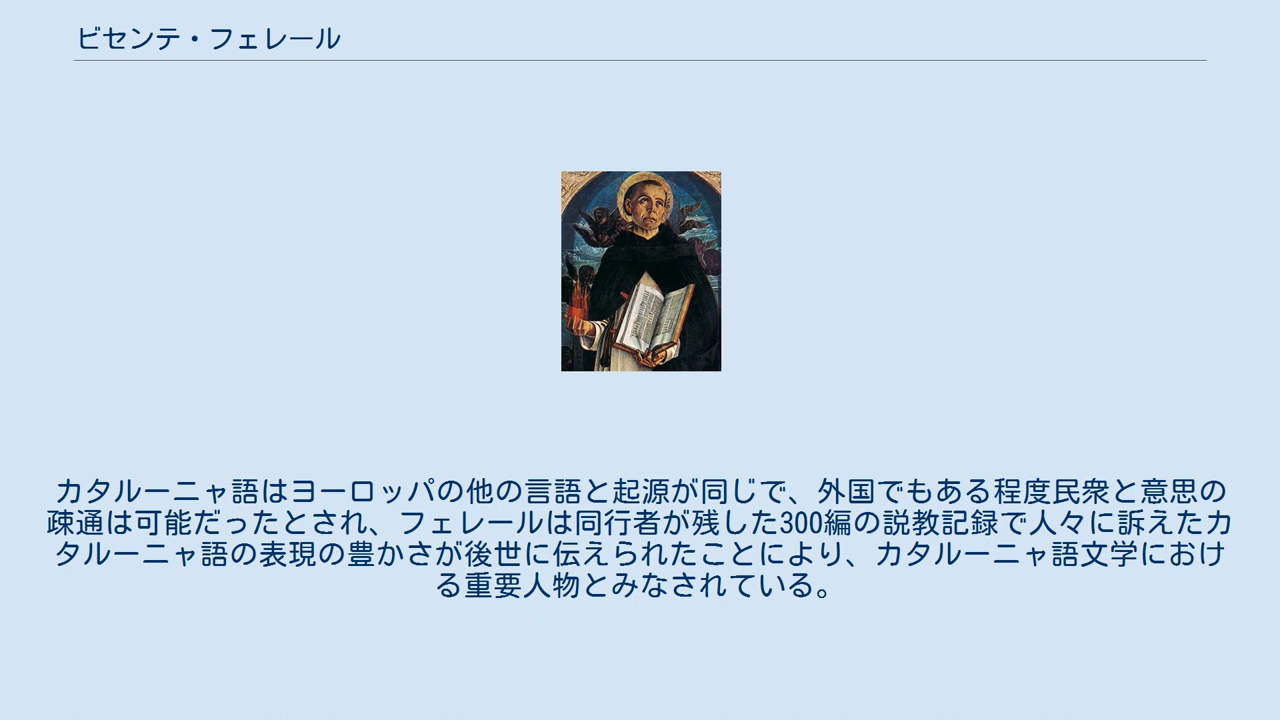 ビセンテ・フェレール
カタルーニャ語はヨーロッパの他の言語と起源が同じで、外国でもある程度民衆と意思の
疎通は可能だったとされ、フェレールは同行者が残した300編の説教記録で人々に訴えたカ
タルーニャ語の表現の豊かさが後世に伝えられたことにより、カタルーニャ語文学におけ
る重要人物とみなされている。